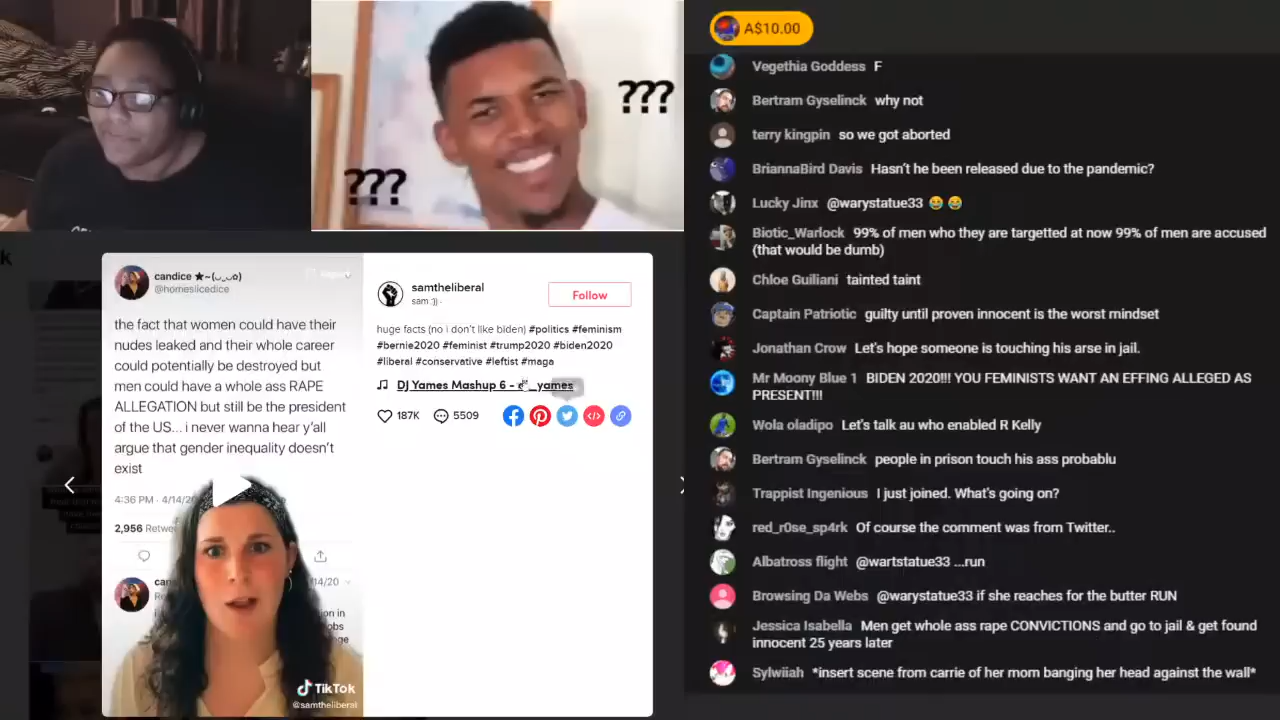 ???
???
k
candice ★~(◡‿◡✿)
@homeslicedice
the fact that women could have their
nudes leaked and their whole career
could potentially be destroyed but
men could have a whole ass RAPE
ALLEGATION but still be the president
of the US... i never wanna hear y'all
argue that gender inequality doesn't
exist
4:36 PM · 4/14/20
2,956
14/20
TikTok
@samtheliberal
samtheliberal
sam :)) ·
Follow
huge facts (no i don't like biden) #politics #feminism
#bernie2020 #feminist #trump2020 #biden2020
#liberal #conservative #leftist #maga
DJ Yames Mashup 6 - yames
187K
5509
A$10.00
Vegethia Goddess F
Bertram Gyselinck why not
terry kingpin so we got aborted
BriannaBird Davis Hasn't he been released due to the pandemic?
Lucky Jinx @warystatue33 😂 😂
Biotic_Warlock 99% of men who they are targetted at now 99% of men are accused
(that would be dumb)
Chloe Guiliani tainted taint
Captain Patriotic guilty until proven innocent is the worst mindset
Jonathan Crow Let's hope someone is touching his arse in jail.
Mr Moony Blue 1 BIDEN 2020!!! YOU FEMINISTS WANT AN EFFING ALLEGED AS
PRESENT!!!
Wola oladipo Let's talk au who enabled R Kelly
Bertram Gyselinck people in prison touch his ass probablu
Trappist Ingenious I just joined. What's going on?
red_r0se_sp4rk Of course the comment was from Twitter..
Albatross flight @wartstatue33 ...run
Browsing Da Webs @warystatue33 if she reaches for the butter RUN
Jessica Isabella Men get whole ass rape CONVICTIONS and go to jail & get found
innocent 25 years later
Sylwiiah *insert scene from carrie of her mom banging her head against the wall*